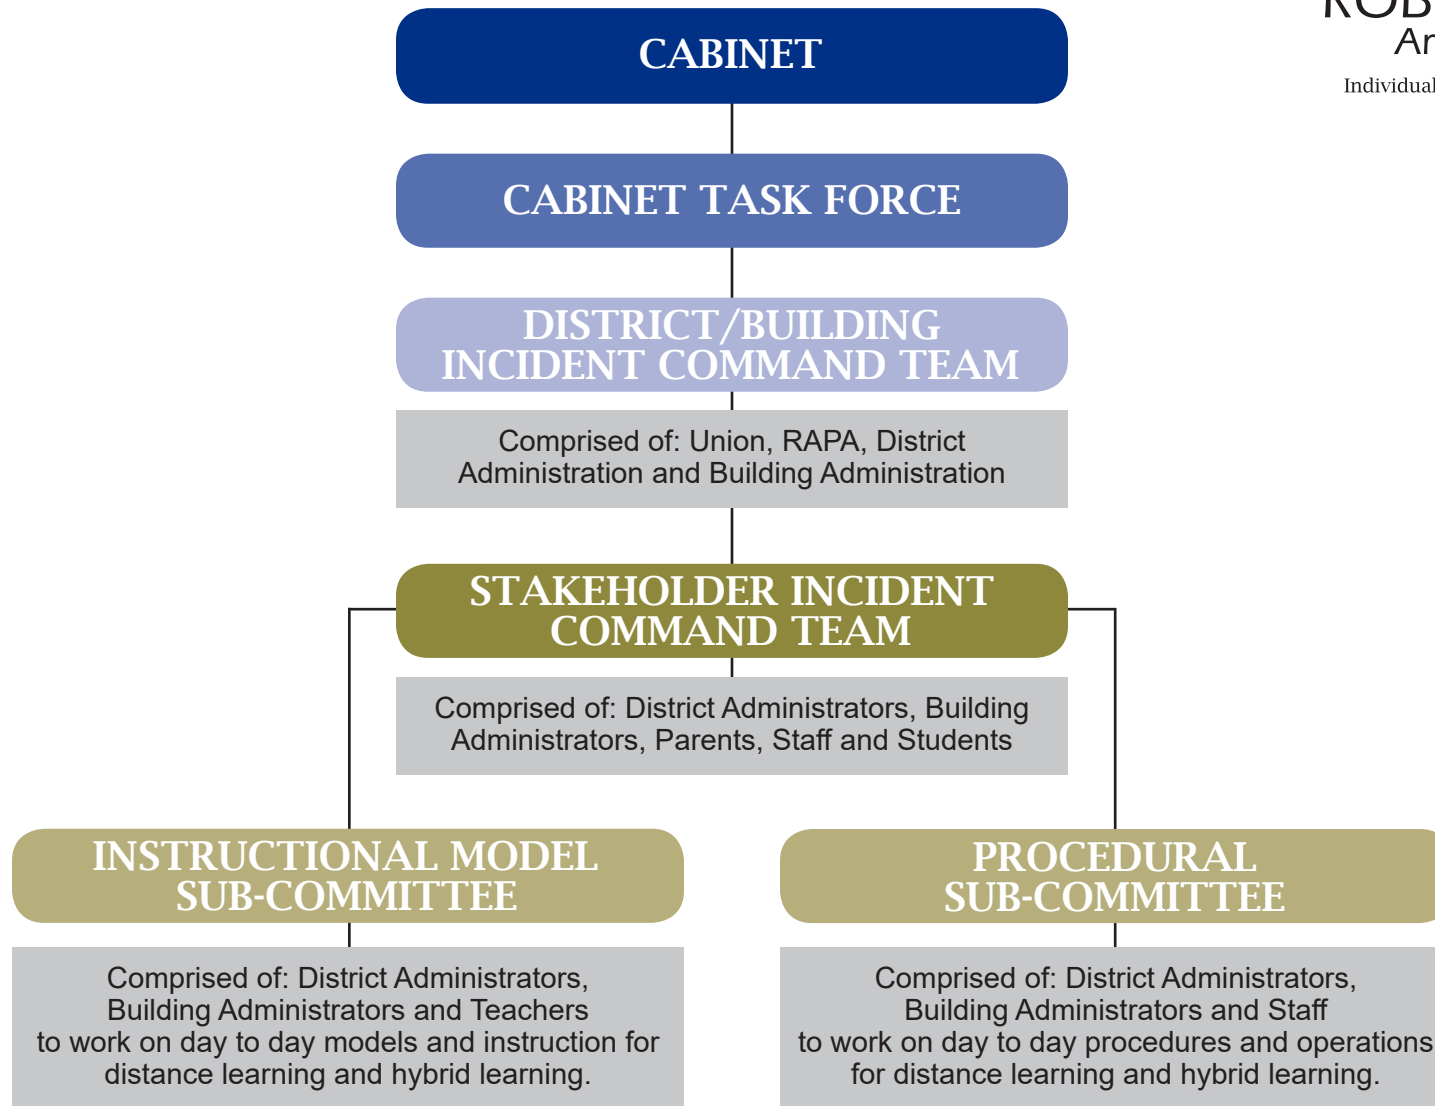 CABINET
Individual
CABINET TASK FORCE
DISTRICT/BUILDING
INCIDENT COMMAND TEAM
Comprised of: Union, RAPA, District
Administration and Building Administration
STAKEHOLDER INCIDENT
COMMAND TEAM
Comprised of: District Administrators, Building
Administrators, Parents, Staff and Students
INSTRUCTIONAL MODEL
SUB-COMMITTEE
Comprised of: District Administrators,
Building Administrators and Teachers
to work on day to day models and instruction for
distance learning and hybrid learning.
PROCEDURAL
SUB-COMMITTEE
Comprised of: District Administrators,
Building Administrators and Staff
to work on day to day procedures and operations
for distance learning and hybrid learning.